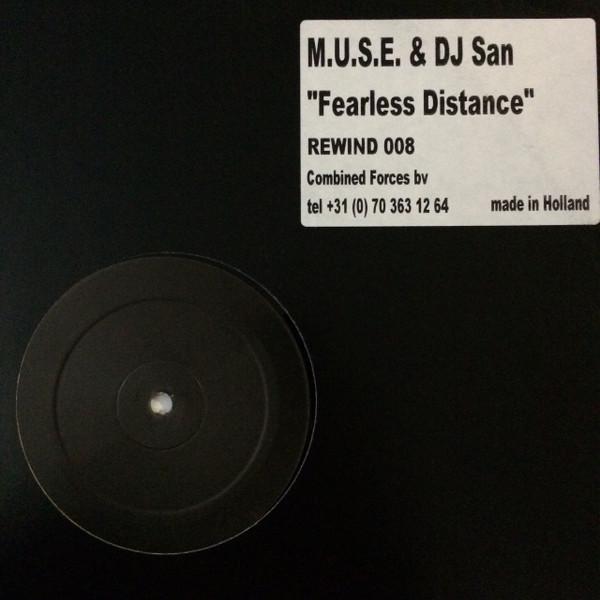 M.U.S.E. & DJ San
"Fearless Distance"
REWIND 008
Combined Forces bv
tel +31 (0) 70 363 12 64 made in Holland